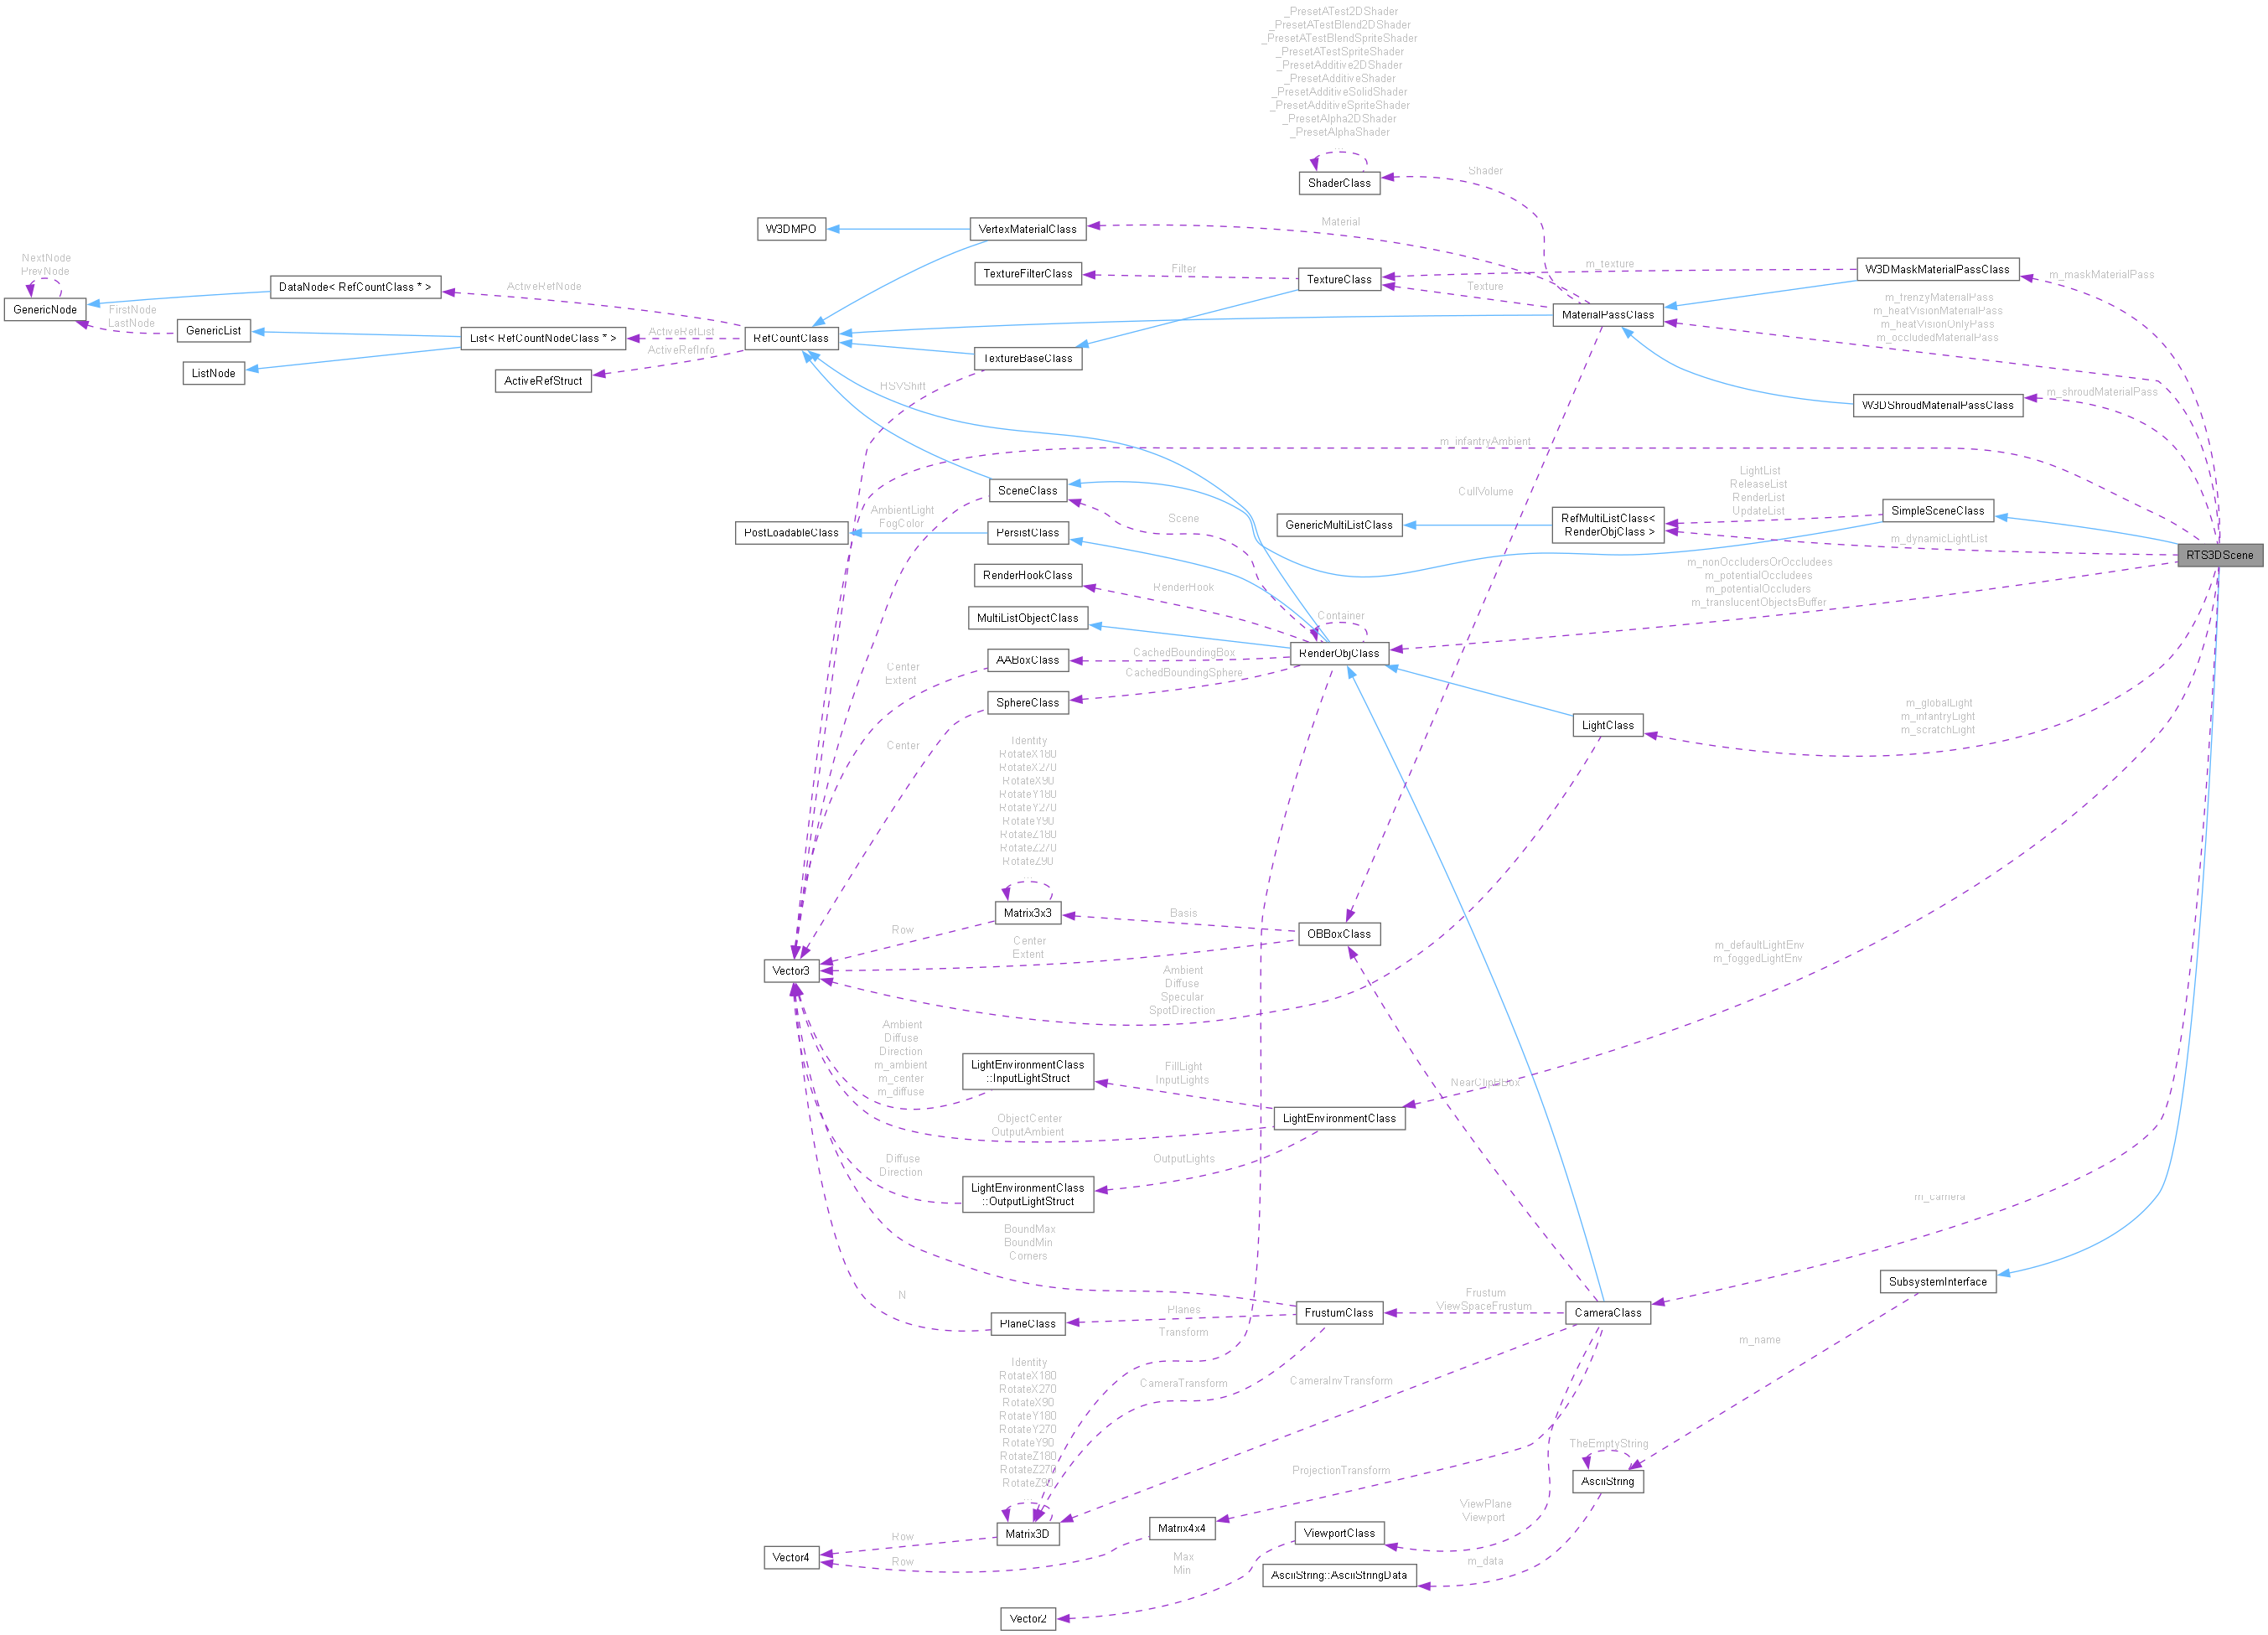 _PresetATest2DShader
_PresetATestBlend2DShader
_PresetATestBlendSpriteShader
_PresetATestSpriteShader
_PresetAdditive2DShader
_PresetAdditiveShader
_PresetAdditiveSolidShader
_PresetAdditiveSpriteShader
_PresetAlpha2DShader
_PresetAlphaShader
...
ShaderClass
Shader
W3DMPO
VertexMaterialClass
Material
TextureFilterClass
Filter
TextureClass
m_texture
Texture
W3DMaskMaterialPassClass
m_maskMaterialPass
NextNode
PrevNode
GenericNode
DataNode< RefCountClass * >
ActiveRefNode
FirstNode
LastNode
GenericList
List< RefCountNodeClass * >
ActiveRefList
ActiveRefInfo
RefCountClass
MaterialPassClass
m_frenzyMaterialPass
m_heatVisionMaterialPass
m_heatVisionOnlyPass
m_occludedMaterialPass
ListNode
ActiveRefStruct
TextureBaseClass
HSVShift
W3DShroudMaterialPassClass
m_shroudMaterialPass
m_infantryAmbient
SceneClass
AmbientLight
FogColor
Scene
CullVolume
GenericMultiListClass
RefMultiListClass<
RenderObjClass >
LightList
ReleaseList
RenderList
UpdateList
SimpleSceneClass
m_dynamicLightList
RTS3DScene
PostLoadableClass
PersistClass
RenderHookClass
RenderHook
m_nonOccludersOrOccludees
m_potentialOccludees
m_potentialOccluders
m_translucentObjectsBuffer
MultiListObjectClass
Container
RenderObjClass
AABoxClass
CachedBoundingBox
CachedBoundingSphere
Center
Extent
SphereClass
Center
LightClass
m_globalLight
m_infantryLight
m_scratchLight
Identity
RotateX180
RotateX270
RotateX90
RotateY180
RotateY270
RotateY90
RotateZ180
RotateZ270
RotateZ90
...
Matrix3x3
Basis
Row
OBBoxClass
Center
Extent
Vector3
Ambient
Diffuse
Specular
SpotDirection
m_defaultLightEnv
m_foggedLightEnv
Ambient
Diffuse
Direction
m_ambient
m_center
m_diffuse
LightEnvironmentClass
::InputLightStruct
FillLight
InputLights
NearClipBBox
LightEnvironmentClass
ObjectCenter
OutputAmbient
OutputLights
Diffuse
Direction
LightEnvironmentClass
::OutputLightStruct
m_camera
BoundMax
BoundMin
Corners
SubsystemInterface
N
PlaneClass
Planes
Transform
FrustumClass
Frustum
ViewSpaceFrustum
CameraClass
m_name
Identity
RotateX180
RotateX270
RotateX90
RotateY180
RotateY270
RotateY90
RotateZ180
RotateZ270
RotateZ90
...
CameraTransform
CameraInvTransform
TheEmptyString
AsciiString
ProjectionTransform
ViewPlane
Viewport
Matrix3D
Row
Matrix4x4
ViewportClass
Vector4
Row
Max
Min
AsciiString::AsciiStringData
m_data
Vector2